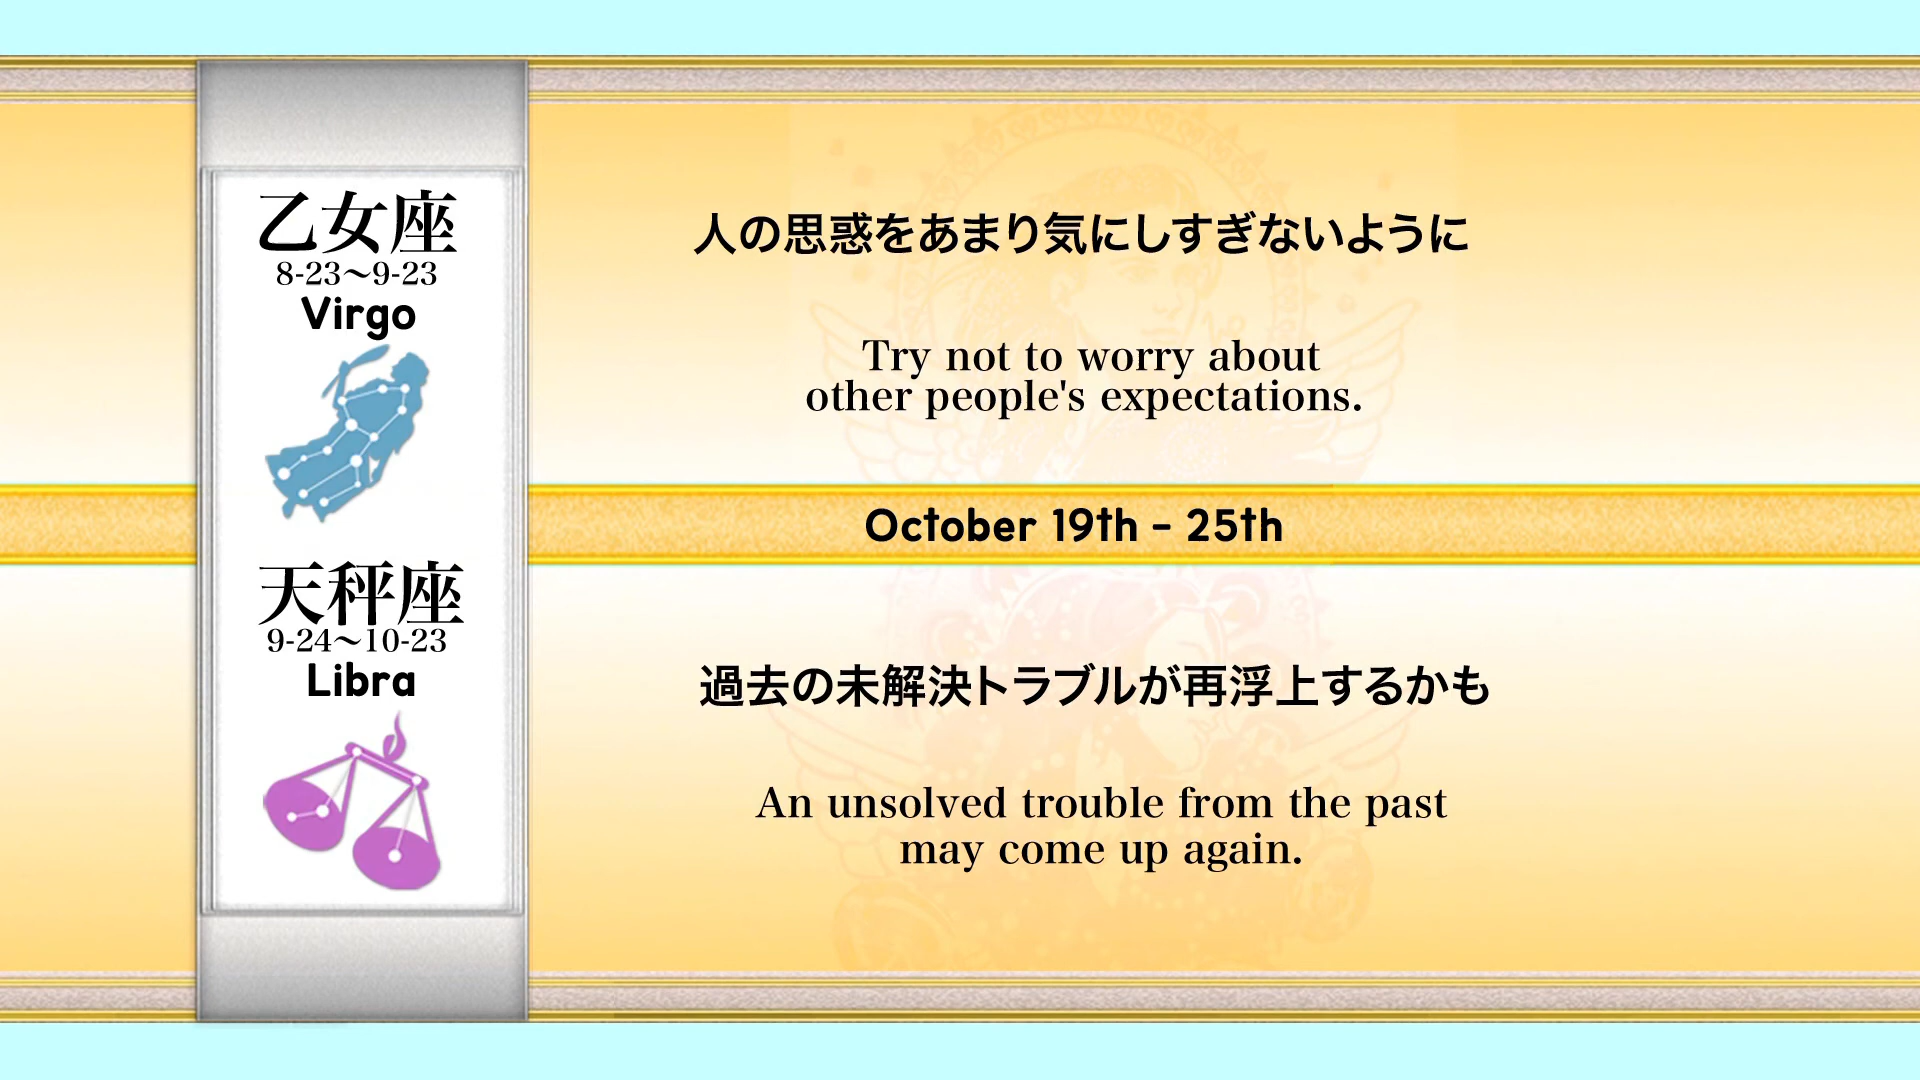 乙女座
8-23〜9-23
Virgo
人の思惑をあまり気にしすぎないように
Try not to worry about
other people's expectations.
October 19th - 25th
天秤座
9-24〜10-23
Libra
過去の未解決トラブルが再浮上するかも
An unsolved trouble from the past
may come up again.